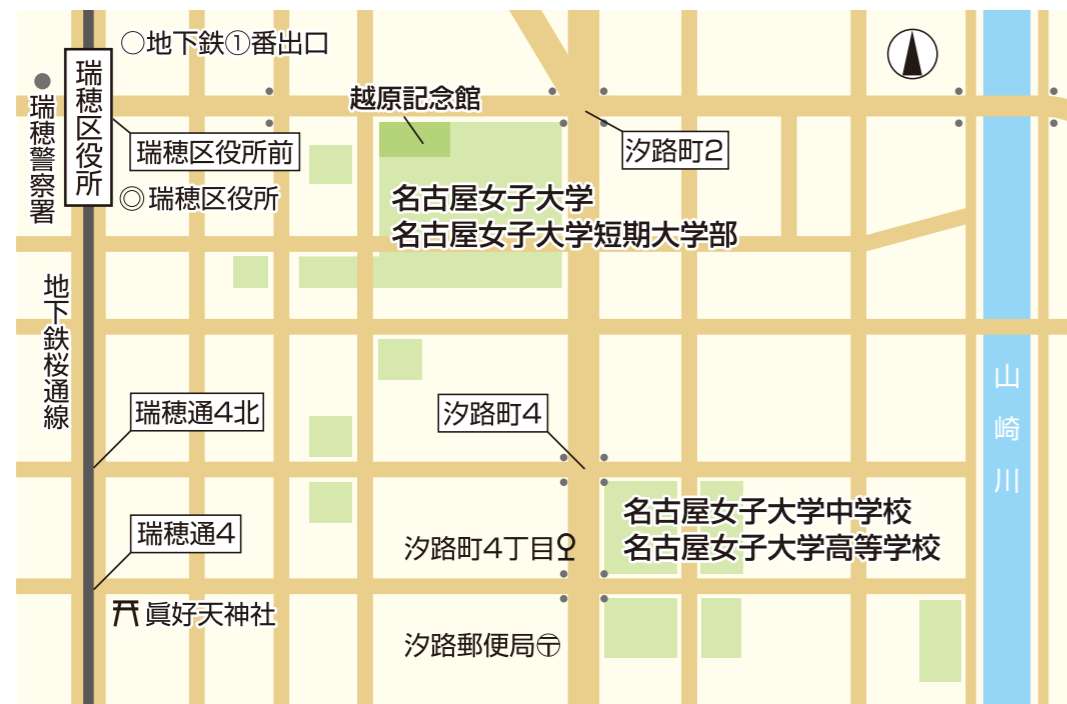 ○地下鉄①番出口
瑞穂区役所
瑞穂警察署
越原記念館
瑞穂区役所前
汐路町2
◎瑞穂区役所
名古屋女子大学
名古屋女子大学短期大学部
地下鉄桜通線
山崎川
瑞穂通4北
汐路町4
名古屋女子大学中学校
名古屋女子大学高等学校
瑞穂通4
汐路町4丁目
眞好天神社
汐路郵便局〶